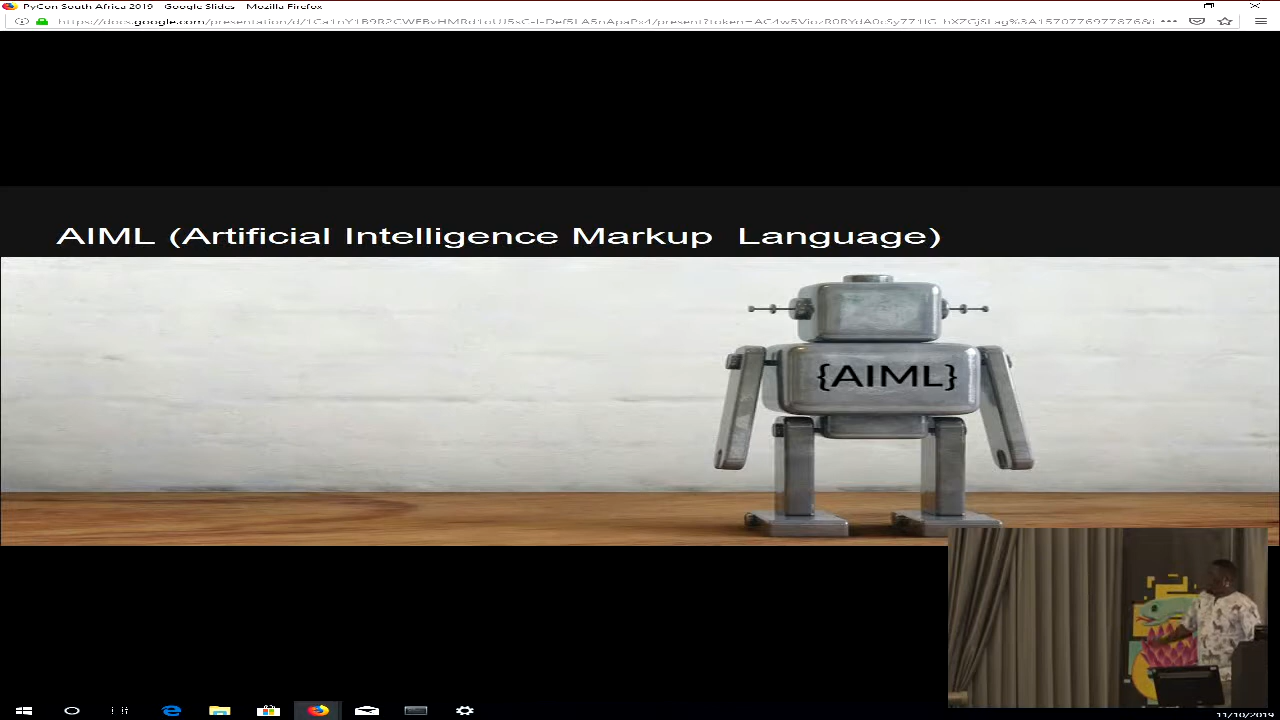 PyCon South Africa 2019 - Google Slides - Mozilla Firefox
AIML (Artificial Intelligence Markup Language)
{AIML}
11/10/2019